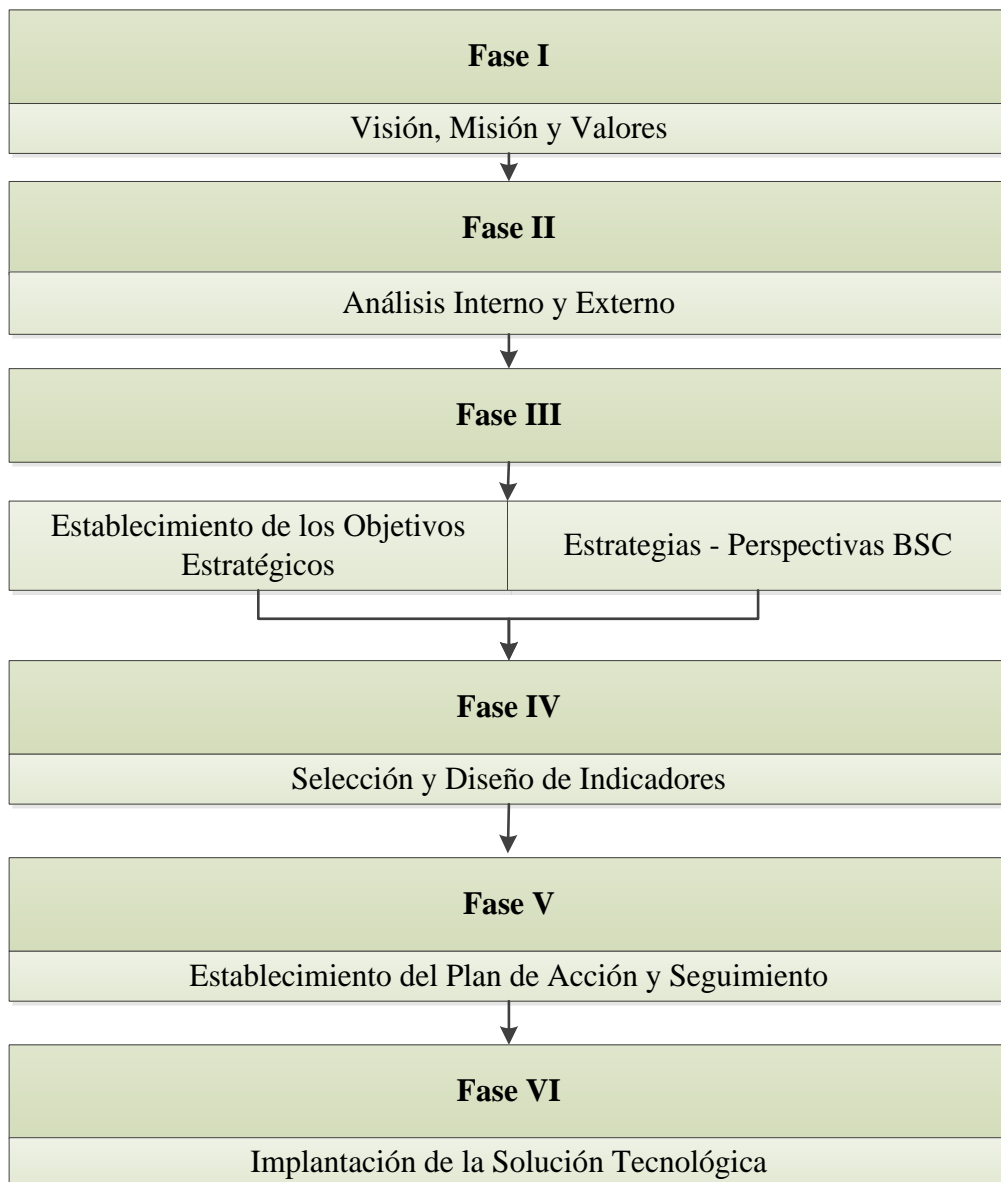 Fase I
Visión, Misión y Valores
Fase II
Análisis Interno y Externo
Fase III
Establecimiento de los Objetivos
Estratégicos
Estrategias - Perspectivas BSC
Fase IV
Selección y Diseño de Indicadores
Fase V
Establecimiento del Plan de Acción y Seguimiento
Fase VI
Implantación de la Solución Tecnológica